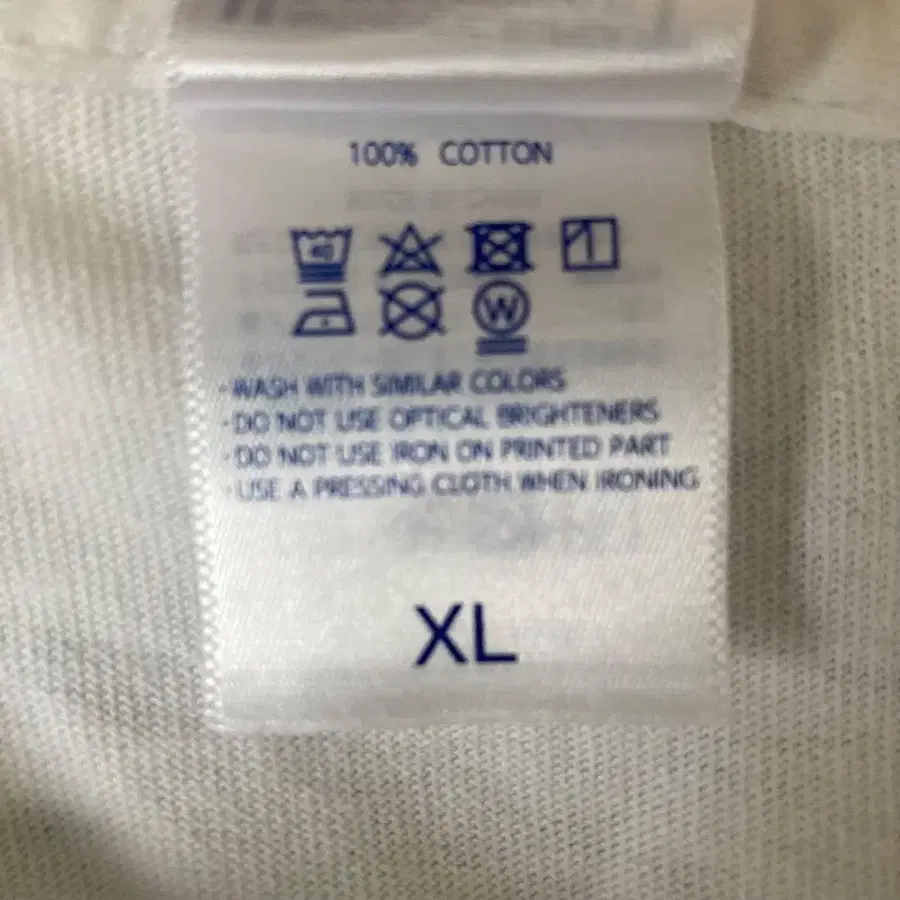 100% COTTON
40
W
·WASH WITH SIMILAR COLORS
·DO NOT USE OPTICAL BRIGHTENERS
·DO NOT USE IRON ON PRINTED PART
·USE A PRESSING CLOTH WHEN IRONING
XL